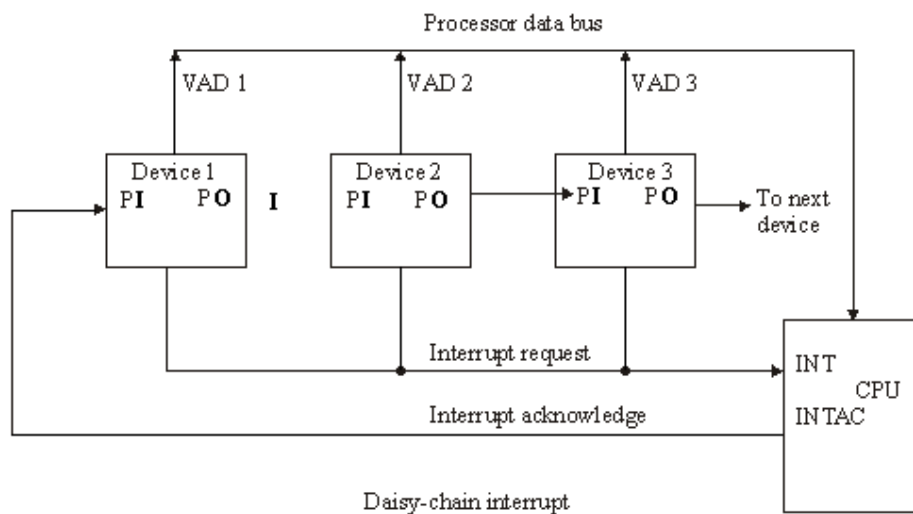 Processor data bus
VAD 1
VAD 2
VAD 3
Device 1
PI PO
I
Device 2
PI PO
Device 3
PI PO
To next
device
Interrupt request
INT
CPU
Interrupt acknowledge
INTAC
Daisy-chain interrupt